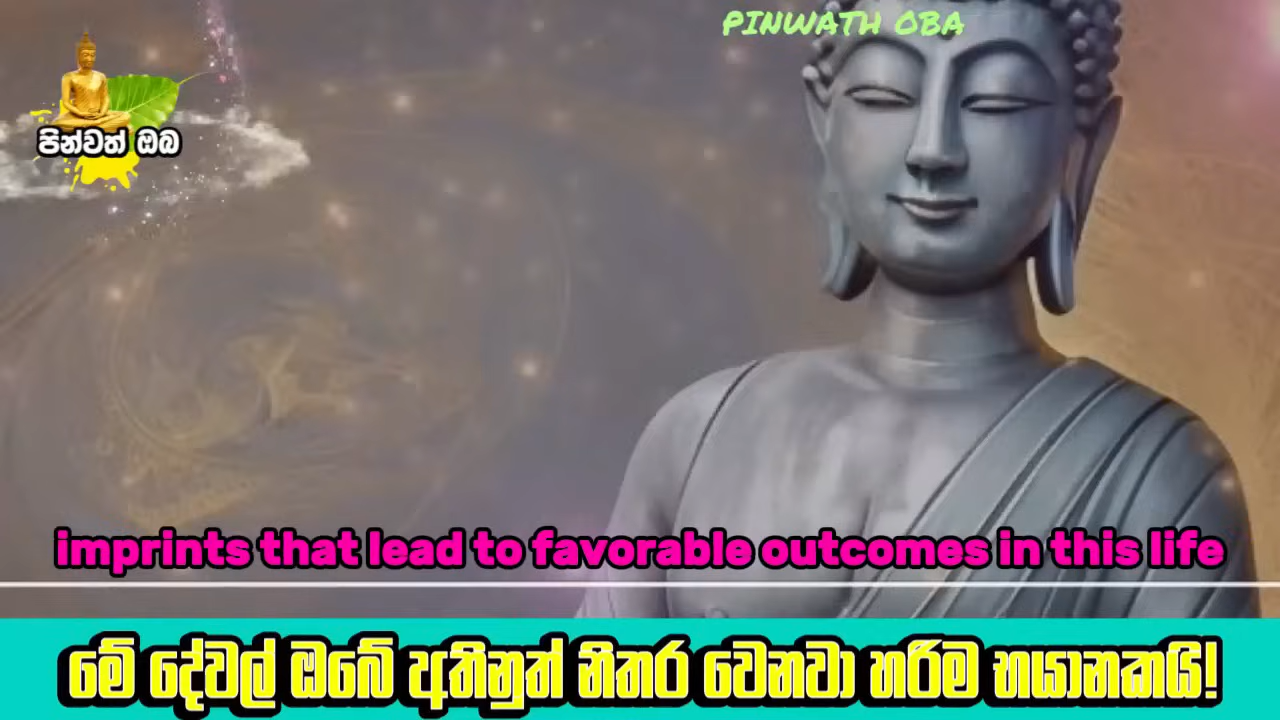 PINWATH OBA
පින්වත් ඔබ
imprints that lead to favorable outcomes in this life
මේ දේවල් ඔබේ අතිනුත් නිතර වෙනවා හරිම භයානකයි!